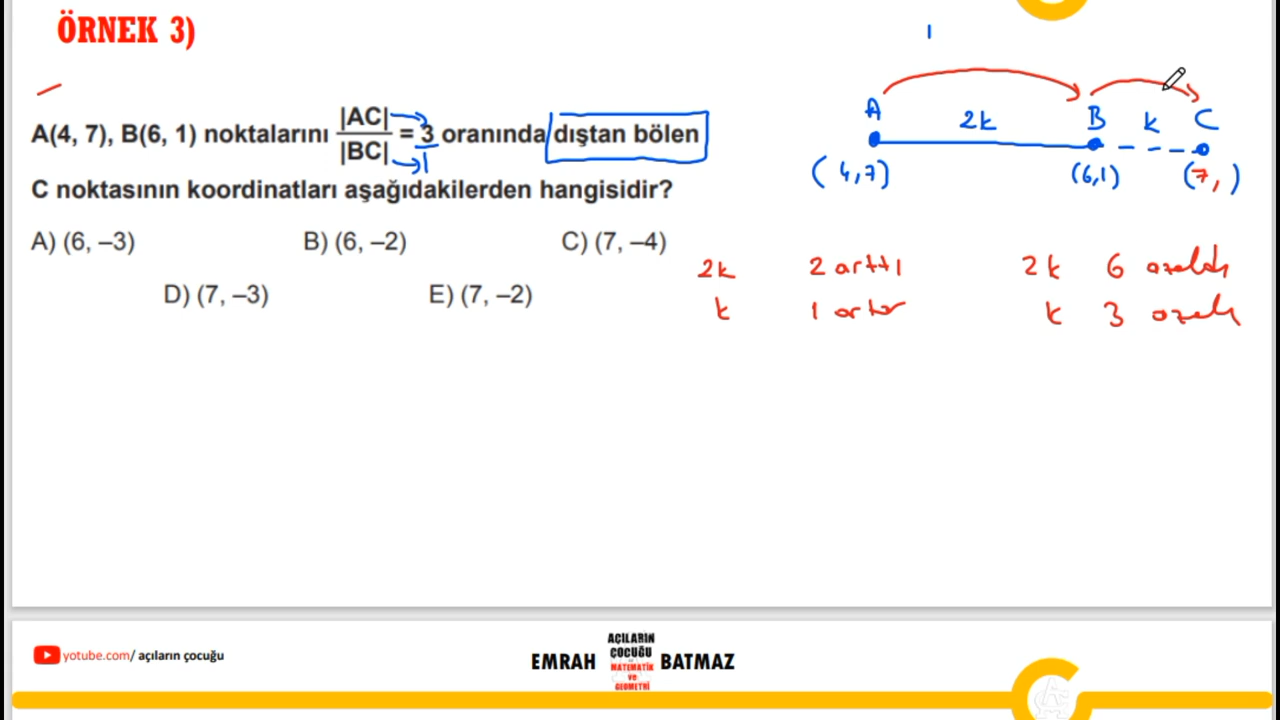 ÖRNEK 3)
A(4, 7), B(6, 1) noktalarını |AC| / |BC| = 3 oranında dıştan bölen
1
C noktasının koordinatları aşağıdakilerden hangisidir?
A) (6, –3) B) (6, –2) C) (7, –4)
D) (7, –3) E) (7, –2)
A 2k B k C
(4,7) (6,1) (7, )
2k 2 arttı 2k 6 azaldı
k 1 artar k 3 azalı
yotube.com/ açıların çocuğu
EMRAH BATMAZ
AÇILARIN
ÇOCUĞU
MATEMATİK
ve
GEOMETRİ